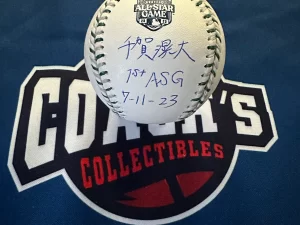 ALL-STAR
GAME
千賀滉大
1st ASG
7-11-23
COACH'S
COLLECTIBLES